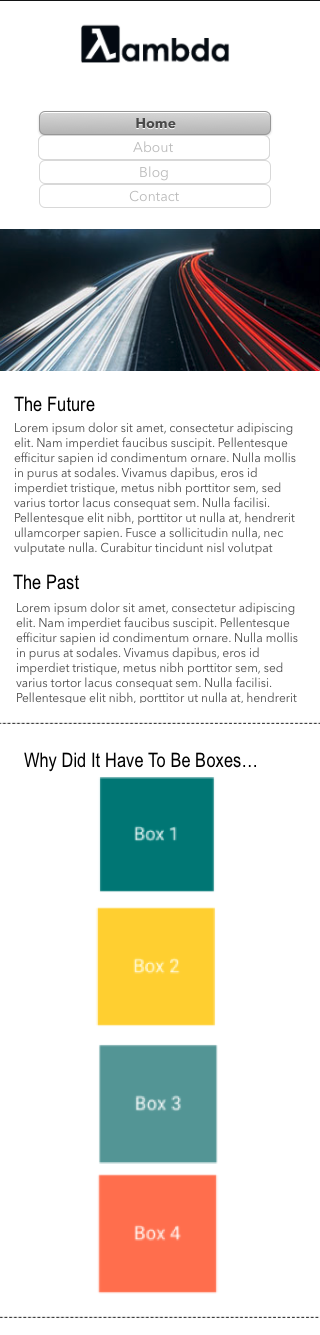 λambda
Home
About
Blog
Contact
The Future
Lorem ipsum dolor sit amet, consectetur adipiscing
elit. Nam imperdiet faucibus suscipit. Pellentesque
efficitur sapien id condimentum ornare. Nulla mollis
in purus at sodales. Vivamus dapibus, eros id
imperdiet tristique, metus nibh porttitor sem, sed
varius tortor lacus consequat sem. Nulla facilisi.
Pellentesque elit nibh, porttitor ut nulla at, hendrerit
ullamcorper sapien. Fusce a sollicitudin nulla, nec
vulputate nulla. Curabitur tincidunt nisl volutpat
The Past
Lorem ipsum dolor sit amet, consectetur adipiscing
elit. Nam imperdiet faucibus suscipit. Pellentesque
efficitur sapien id condimentum ornare. Nulla mollis
in purus at sodales. Vivamus dapibus, eros id
imperdiet tristique, metus nibh porttitor sem, sed
varius tortor lacus consequat sem. Nulla facilisi.
Pellentesque elit nibh, porttitor ut nulla at, hendrerit
Why Did It Have To Be Boxes...
Box 1
Box 2
Box 3
Box 4